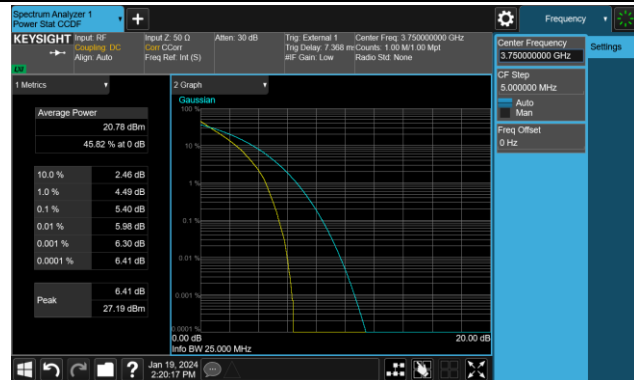 Spectrum Analyzer 1
Power Stat CCDF
+
Frequency
KEYSIGHT
Input: RF
Coupling: DC
Align: Auto
Input Z: 50 Ω
Corr CCorr
Freq Ref: Int (S)
Atten: 30 dB
Trig: External 1
Trig Delay: 7.368 m
#IF Gain: Low
Center Freq: 3.750000000 GHz
Counts: 1.00 M/1.00 Mpt
Radio Std: None
Center Frequency
3.750000000 GHz
Settings
CF Step
5.000000 MHz
Auto
Man
Freq Offset
0 Hz
1 Metrics
Average Power
20.78 dBm
45.82 % at 0 dB
10.0 % 2.46 dB
1.0 % 4.49 dB
0.1 % 5.40 dB
0.01 % 5.98 dB
0.001 % 6.30 dB
0.0001 % 6.41 dB
Peak
6.41 dB
27.19 dBm
2 Graph
Gaussian
100 %
10 %
1 %
0.1 %
0.01 %
0.001 %
0.0001 %
0.00 dB
20.00 dB
Info BW 25.000 MHz
?
Jan 19, 2024
2:20:17 PM